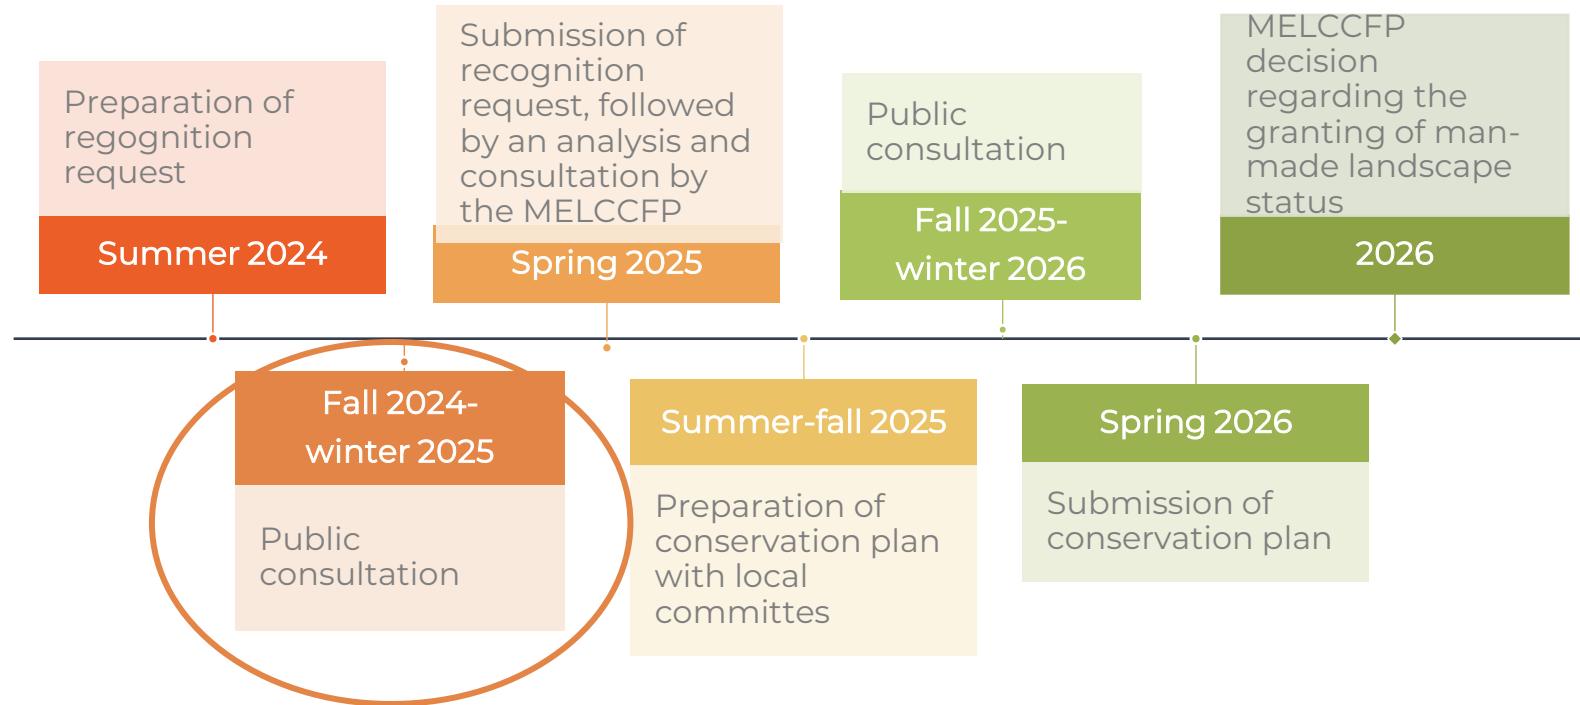 Preparation of
regognition
request
Summer 2024
Fall 2024-
winter 2025
Public
consultation
Submission of
recognition
request, followed
by an analysis and
consultation by
the MELCCFP
Spring 2025
Summer-fall 2025
Preparation of
conservation plan
with local
committes
Public
consultation
Fall 2025-
winter 2026
Spring 2026
Submission of
conservation plan
MELCCFP
decision
regarding the
granting of man-
made landscape
status
2026